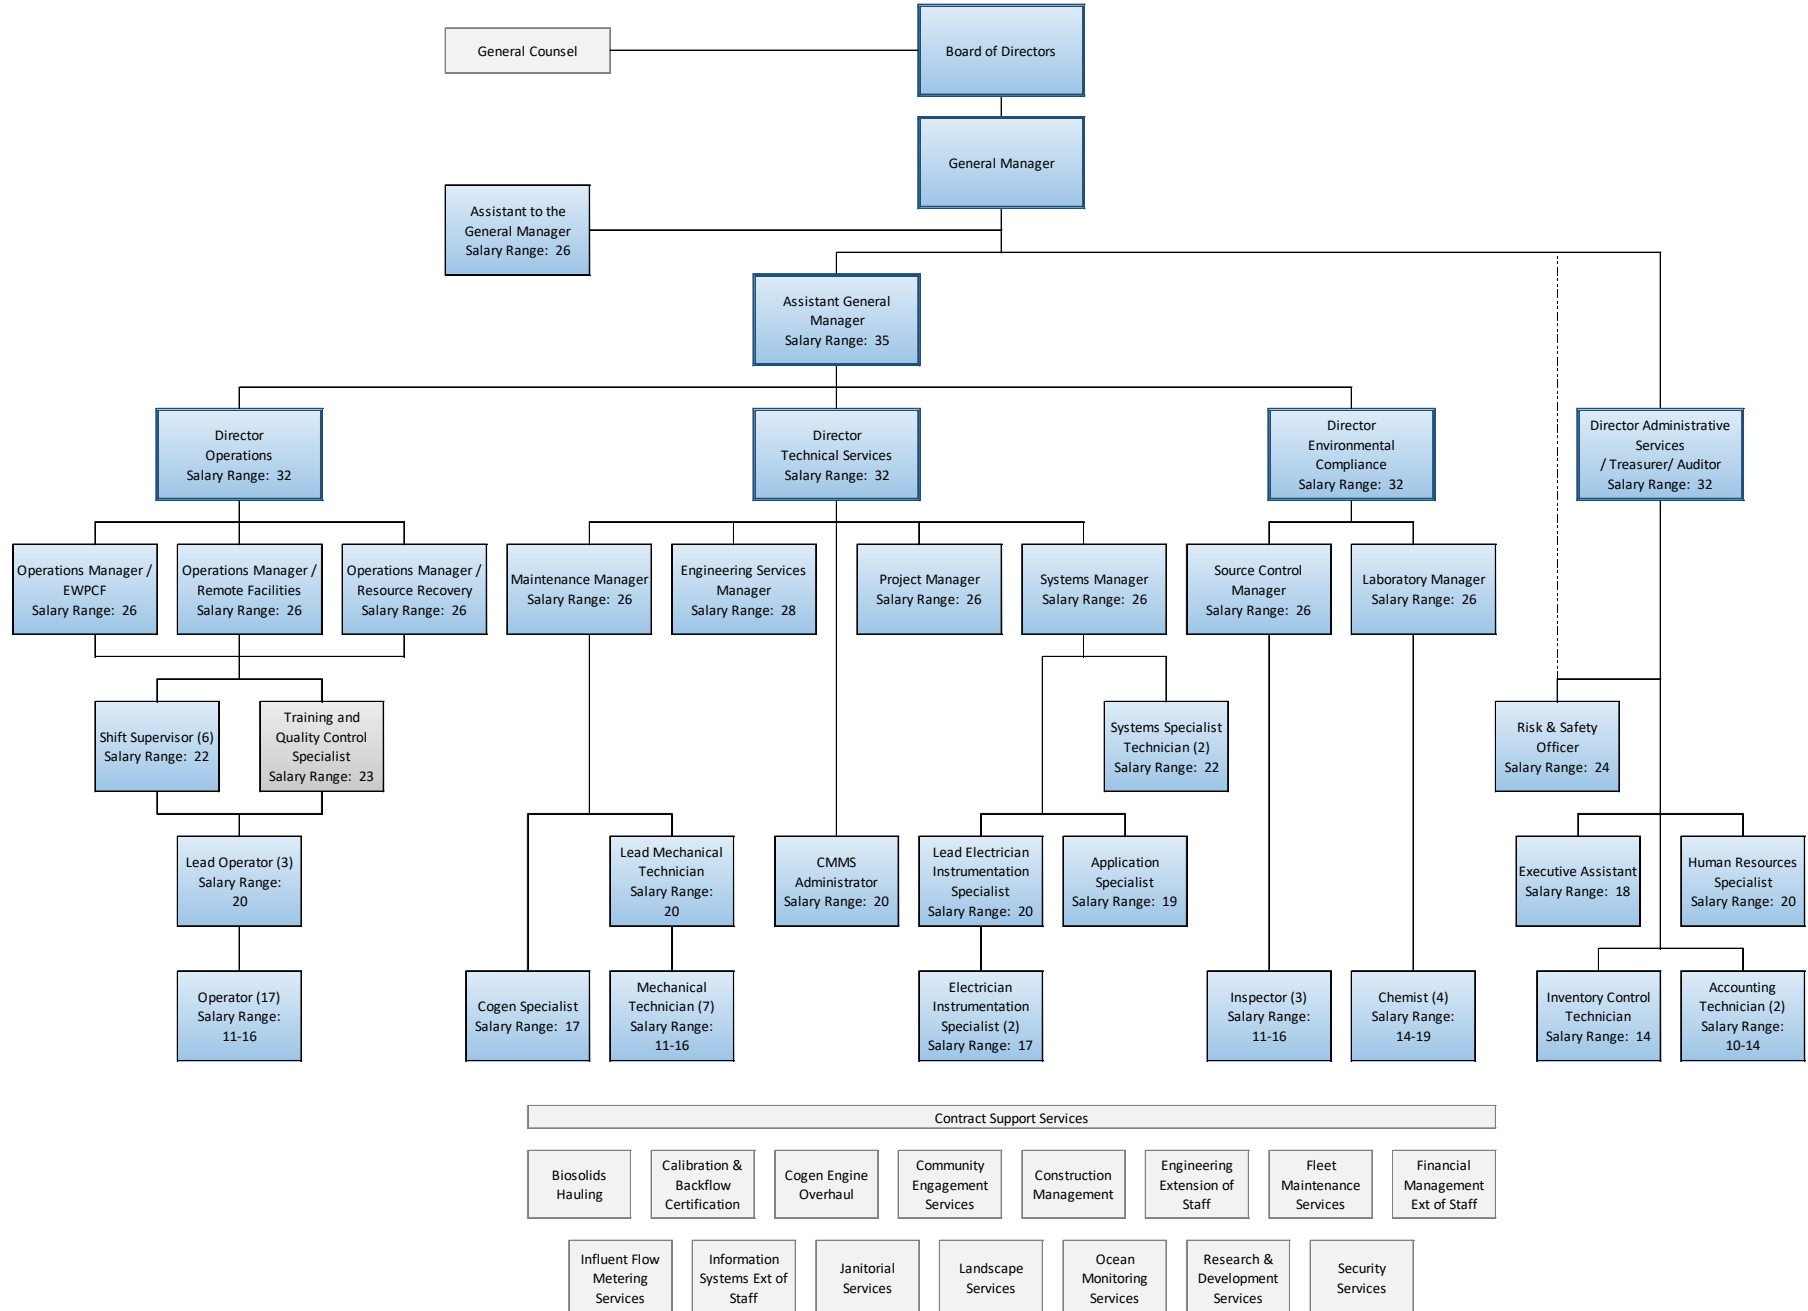 General Counsel
Board of Directors
General Manager
Assistant to the
General Manager
Salary Range: 26
Assistant General
Manager
Salary Range: 35
Director
Operations
Salary Range: 32
Director
Technical Services
Salary Range: 32
Director
Environmental
Compliance
Salary Range: 32
Director Administrative
Services
/ Treasurer/ Auditor
Salary Range: 32
Operations Manager /
EWPCF
Salary Range: 26
Operations Manager /
Remote Facilities
Salary Range: 26
Operations Manager /
Resource Recovery
Salary Range: 26
Maintenance Manager
Salary Range: 26
Engineering Services
Manager
Salary Range: 28
Project Manager
Salary Range: 26
Systems Manager
Salary Range: 26
Source Control
Manager
Salary Range: 26
Laboratory Manager
Salary Range: 26
Shift Supervisor (6)
Salary Range: 22
Training and
Quality Control
Specialist
Salary Range: 23
Systems Specialist
Technician (2)
Salary Range: 22
Risk & Safety
Officer
Salary Range: 24
Lead Operator (3)
Salary Range:
20
Lead Mechanical
Technician
Salary Range:
20
CMMS
Administrator
Salary Range: 20
Lead Electrician
Instrumentation
Specialist
Salary Range: 20
Application
Specialist
Salary Range: 19
Executive Assistant
Salary Range: 18
Human Resources
Specialist
Salary Range: 20
Operator (17)
Salary Range:
11-16
Cogen Specialist
Salary Range: 17
Mechanical
Technician (7)
Salary Range:
11-16
Electrician
Instrumentation
Specialist (2)
Salary Range: 17
Inspector (3)
Salary Range:
11-16
Chemist (4)
Salary Range:
14-19
Inventory Control
Technician
Salary Range: 14
Accounting
Technician (2)
Salary Range:
10-14
Contract Support Services
Biosolids
Hauling
Calibration &
Backflow
Certification
Cogen Engine
Overhaul
Community
Engagement
Services
Construction
Management
Engineering
Extension of
Staff
Fleet
Maintenance
Services
Financial
Management
Ext of Staff
Influent Flow
Metering
Services
Information
Systems Ext of
Staff
Janitorial
Services
Landscape
Services
Ocean
Monitoring
Services
Research &
Development
Services
Security
Services